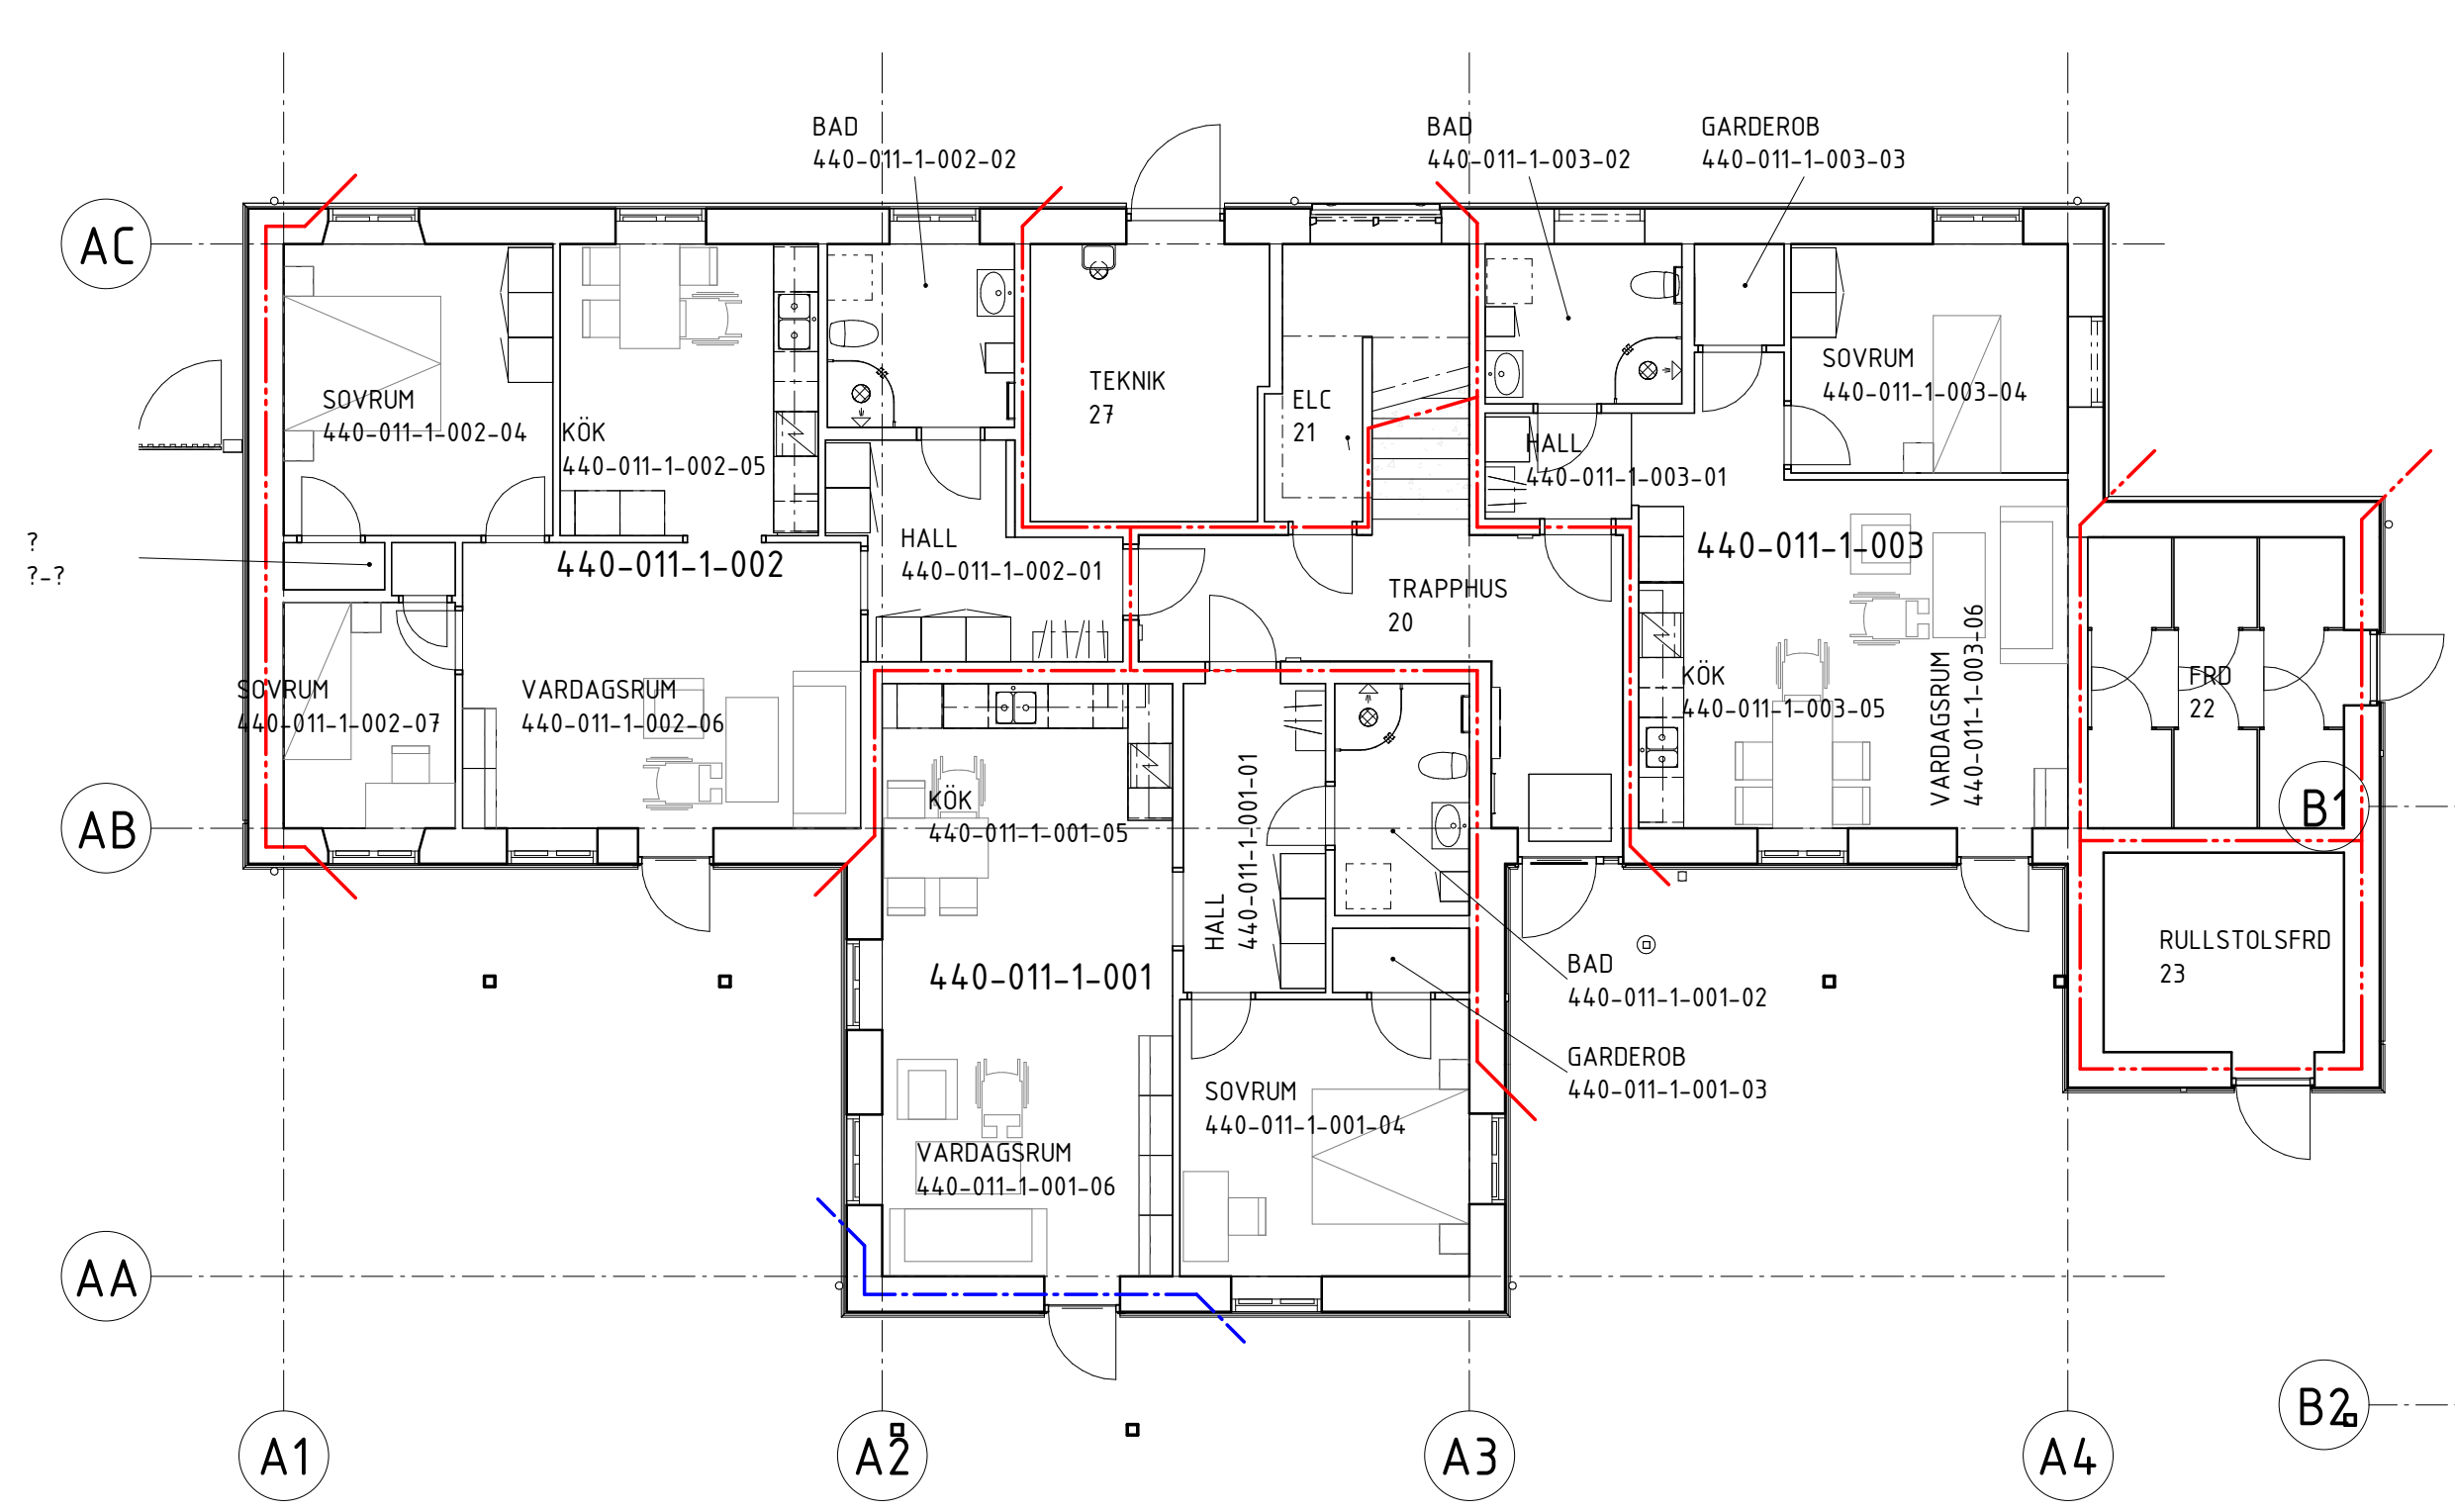 BAD
440-011-1-002-02
BAD
440-011-1-003-02
GARDEROB
440-011-1-003-03
AC
SOVRUM
440-011-1-002-04
KÖK
440-011-1-002-05
TEKNIK
27
ELC
21
HALL
440-011-1-003-01
SOVRUM
440-011-1-003-04
?
?-?
440-011-1-002
HALL
440-011-1-002-01
TRAPPHUS
20
440-011-1-003
SOVRUM
440-011-1-002-07
VARDAGSRUM
440-011-1-002-06
KÖK
440-011-1-003-05
VARDAGSRUM
440-011-1-003-06
FRD
22
AB
KÖK
440-011-1-001-05
HALL
440-011-1-001-01
B1
440-011-1-001
BAD
440-011-1-001-02
RULLSTOLSFRD
23
GARDEROB
440-011-1-001-03
SOVRUM
440-011-1-001-04
VARDAGSRUM
440-011-1-001-06
AA
A1
A2
A3
A4
B2